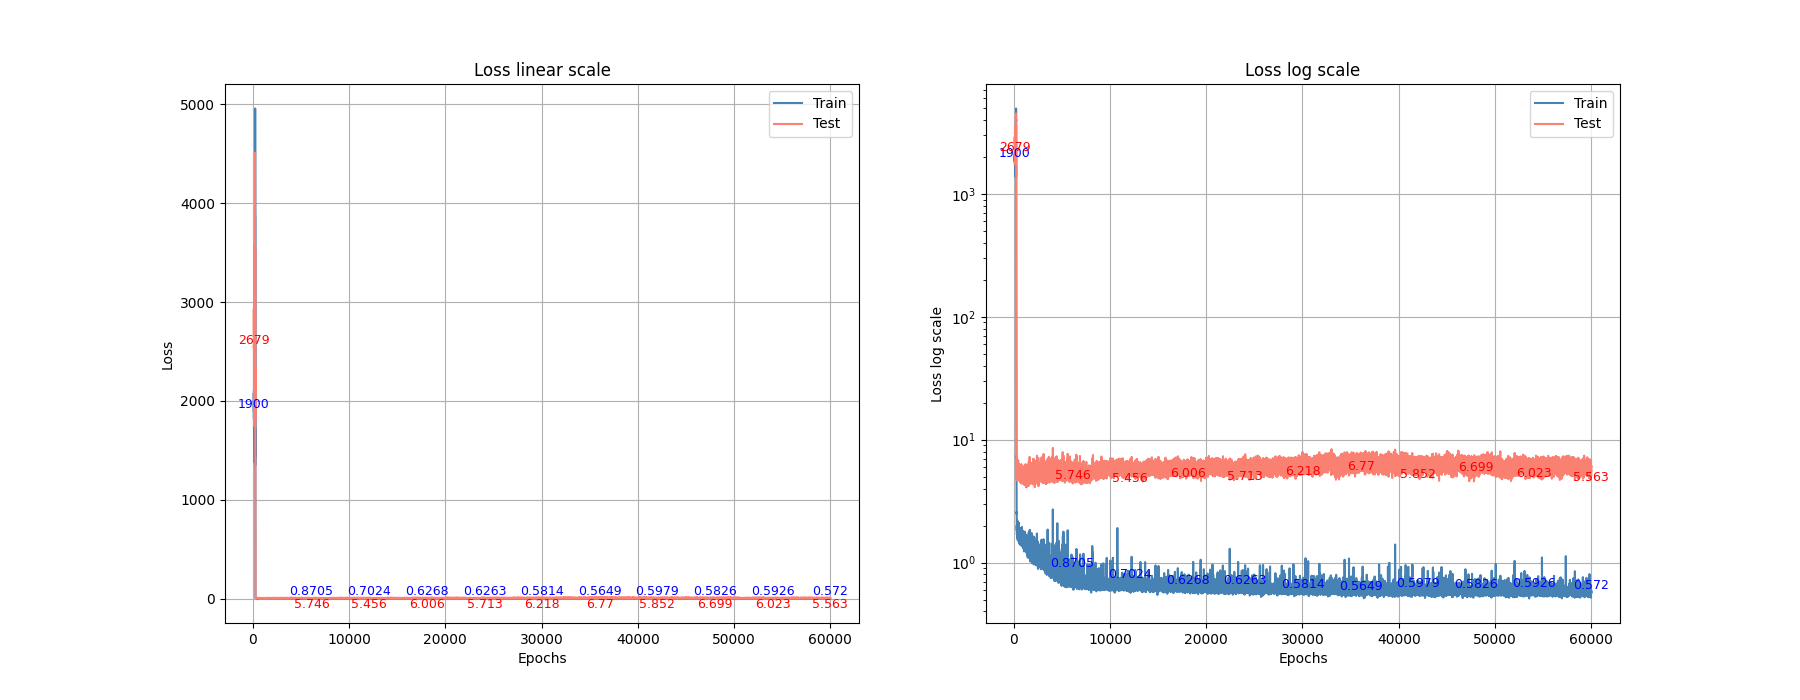 Loss linear scale
Loss
5000
4000
3000
2000
1000
0
Train
Test
2679
1900
0.8705 0.7024 0.6268 0.6263 0.5814 0.5649 0.5979 0.5826 0.5926 0.572
5.746 5.456 6.006 5.713 6.218 6.77 5.852 6.699 6.023 5.563
0 10000 20000 30000 40000 50000 60000
Epochs
Loss log scale
Loss log scale
10³
10²
10¹
10⁰
Train
Test
2679
1900
5.746 5.456 6.006 5.713 6.218 6.77 5.852 6.699 6.023 5.563
0.8705 0.7024 0.6268 0.6263 0.5814 0.5649 0.5979 0.5826 0.5926 0.572
0 10000 20000 30000 40000 50000 60000
Epochs